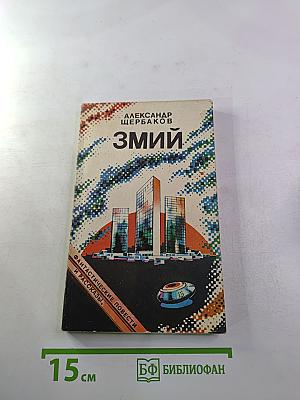 АЛЕКСАНДР
ЩЕРБАКОВ
ЗМИЙ
ФАНТАСТИЧЕСКИЕ ПОВЕСТИ
И РАССКАЗЫ
15 см
БФ БИБЛИОФАН